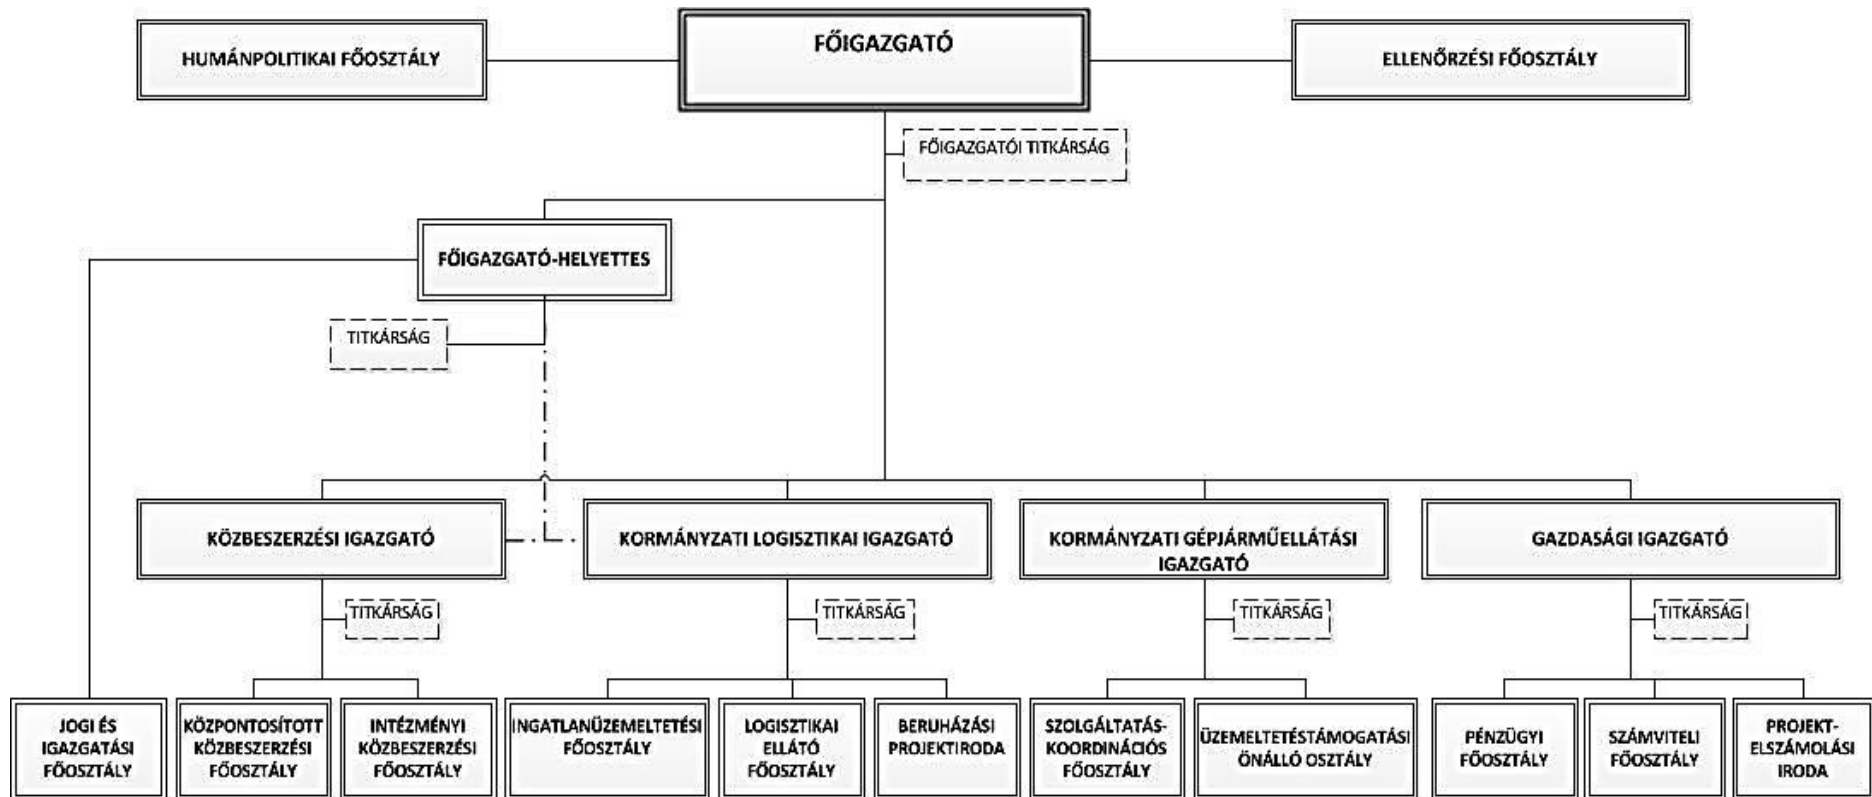 HUMÁNPOLITIKAI FŐOSZTÁLY
FŐIGAZGATÓ
ELLENŐRZÉSI FŐOSZTÁLY
FŐIGAZGATÓI TITKÁRSÁG
FŐIGAZGATÓ-HELYETTES
TITKÁRSÁG
KÖZBESZERZÉSI IGAZGATÓ
KORMÁNYZATI LOGISZTIKAI IGAZGATÓ
KORMÁNYZATI GÉPJÁRMŰELLÁTÁSI
IGAZGATÓ
GAZDASÁGI IGAZGATÓ
TITKÁRSÁG
TITKÁRSÁG
TITKÁRSÁG
TITKÁRSÁG
JOGI ÉS
IGAZGATÁSI
FŐOSZTÁLY
KÖZPONTOSÍTOTT
KÖZBESZERZÉSI
FŐOSZTÁLY
INTÉZMÉNYI
KÖZBESZERZÉSI
FŐOSZTÁLY
INGATLANÜZEMELTETÉSI
FŐOSZTÁLY
LOGISZTIKAI
ELLÁTÓ
FŐOSZTÁLY
BERUHÁZÁSI
PROJEKTIRODA
SZOLGÁLTATÁS-
KOORDINÁCIÓS
FŐOSZTÁLY
ÜZEMELTETÉSTÁMOGATÁSI
ÖNÁLLÓ OSZTÁLY
PÉNZÜGYI
FŐOSZTÁLY
SZÁMVITELI
FŐOSZTÁLY
PROJEKT-
ELSZÁMOLÁSI
IRODA